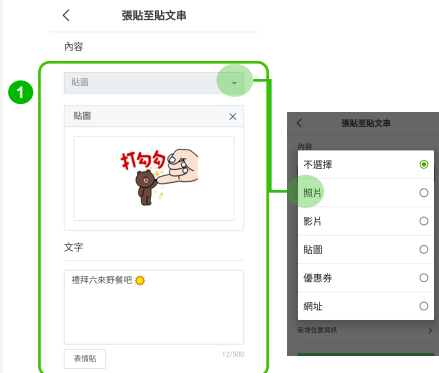 張貼至貼文串
內容
1
貼圖
貼圖
打勾勾
文字
禮拜六來野餐吧
表情貼
12/500
張貼至貼文串
內容
不選擇
照片
影片
貼圖
優惠券
網址
新增位置資訊